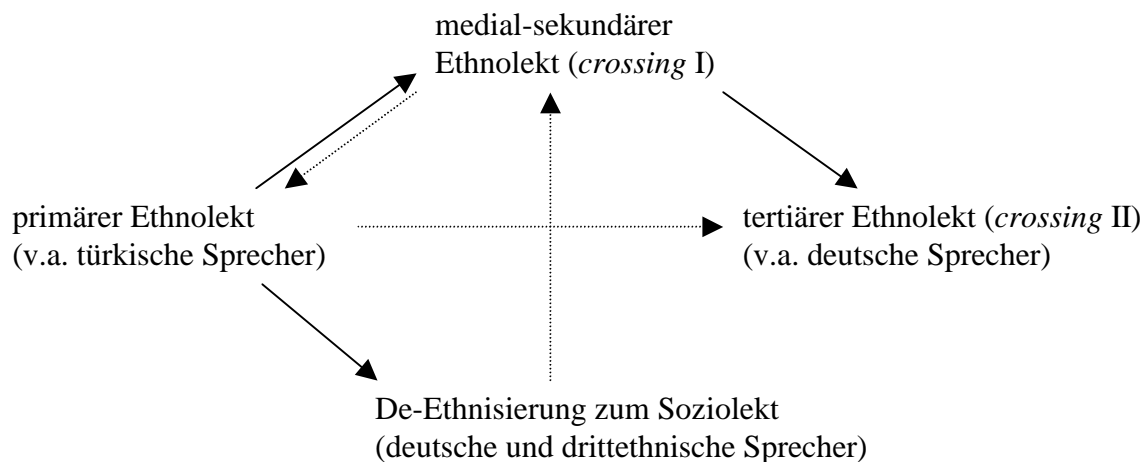 medial-sekundärer
Ethnolekt (crossing I)
primärer Ethnolekt
(v.a. türkische Sprecher)
tertiärer Ethnolekt (crossing II)
(v.a. deutsche Sprecher)
De-Ethnisierung zum Soziolekt
(deutsche und drittethnische Sprecher)